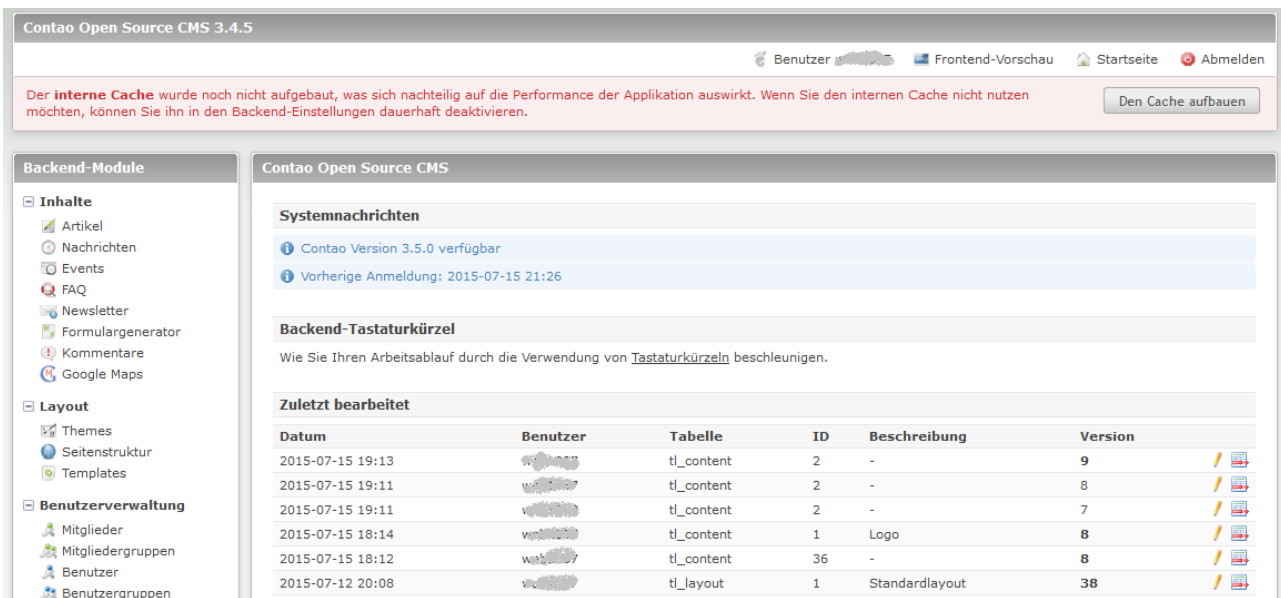 Contao Open Source CMS 3.4.5
Benutzer Frontend-Vorschau Startseite Abmelden
Der interne Cache wurde noch nicht aufgebaut, was sich nachteilig auf die Performance der Applikation auswirkt. Wenn Sie den internen Cache nicht nutzen
möchten, können Sie ihn in den Backend-Einstellungen dauerhaft deaktivieren.
Den Cache aufbauen
Backend-Module
Inhalte
Artikel
Nachrichten
Events
FAQ
Newsletter
Formulargenerator
Kommentare
Google Maps
Layout
Themes
Seitenstruktur
Templates
Benutzerverwaltung
Mitglieder
Mitgliedergruppen
Benutzer
Benutzergruppen
Contao Open Source CMS
Systemnachrichten
Contao Version 3.5.0 verfügbar
Vorherige Anmeldung: 2015-07-15 21:26
Backend-Tastaturkürzel
Wie Sie Ihren Arbeitsablauf durch die Verwendung von Tastaturkürzeln beschleunigen.
Zuletzt bearbeitet
Datum Benutzer Tabelle ID Beschreibung Version
2015-07-15 19:13 tl_content 2 - 9
2015-07-15 19:11 tl_content 2 - 8
2015-07-15 19:11 tl_content 2 - 7
2015-07-15 18:14 tl_content 1 Logo 8
2015-07-15 18:12 tl_content 36 - 8
2015-07-12 20:08 tl_layout 1 Standardlayout 38